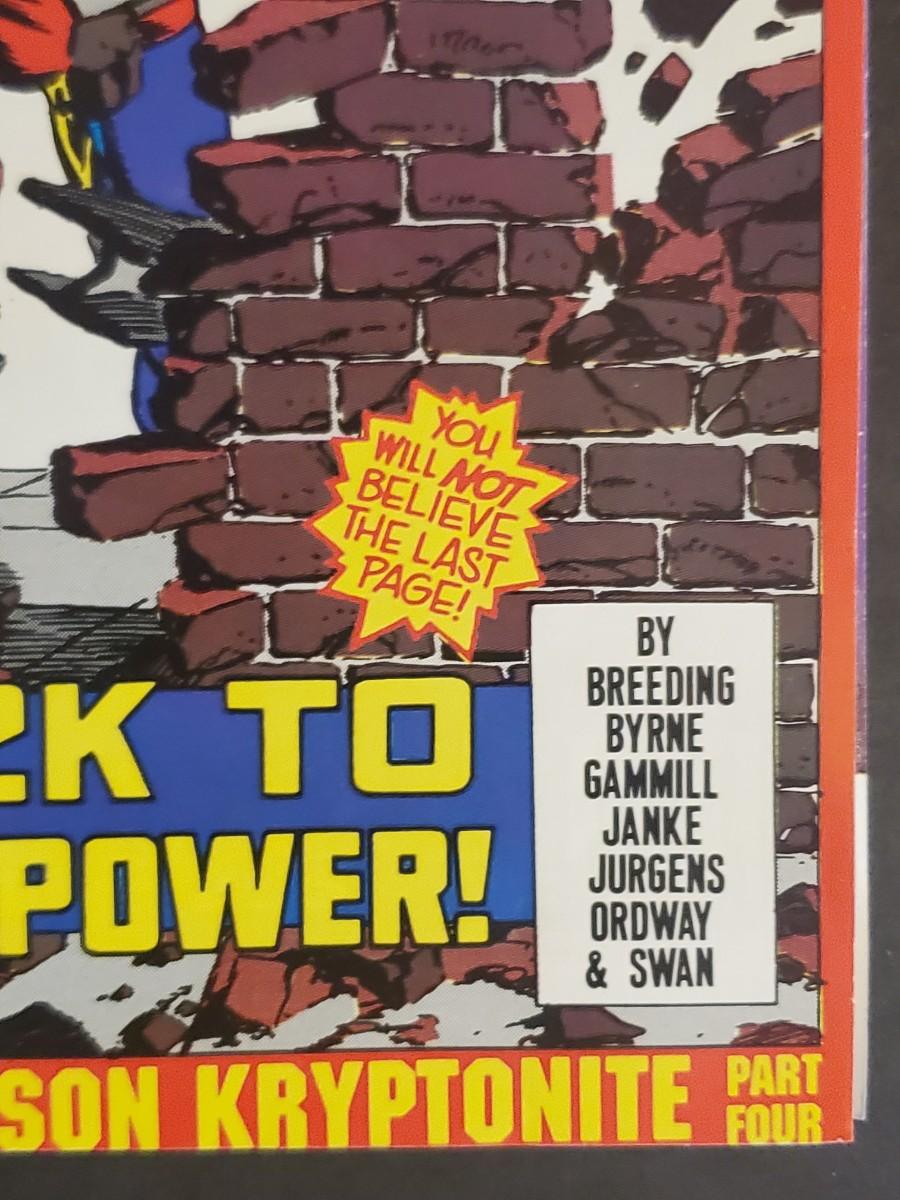 YOU
WILL NOT
BELIEVE
THE LAST
PAGE!
CK TO
POWER!
BY
BREEDING
BYRNE
GAMMILL
JANKE
JURGENS
ORDWAY
& SWAN
SON KRYPTONITE
PART
FOUR